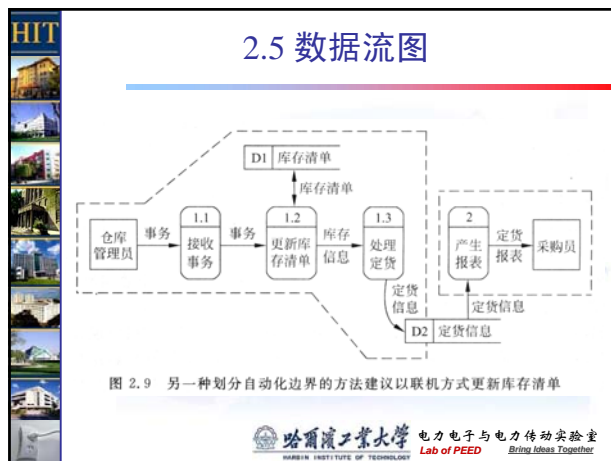 HIT
2.5 数据流图
D1 库存清单
库存清单
仓库
管理员
事务
1.1
接收
事务
事务
1.2
更新库
存清单
库存
信息
1.3
处理
定货
定货
信息
D2 定货信息
定货信息
2
产生
报表
定货
报表
采购员
图 2.9 另一种划分自动化边界的方法建议以联机方式更新库存清单
哈尔滨工业大学
HARBIN INSTITUTE OF TECHNOLOGY
电力电子与电力传动实验室
Lab of PEED Bring Ideas Together